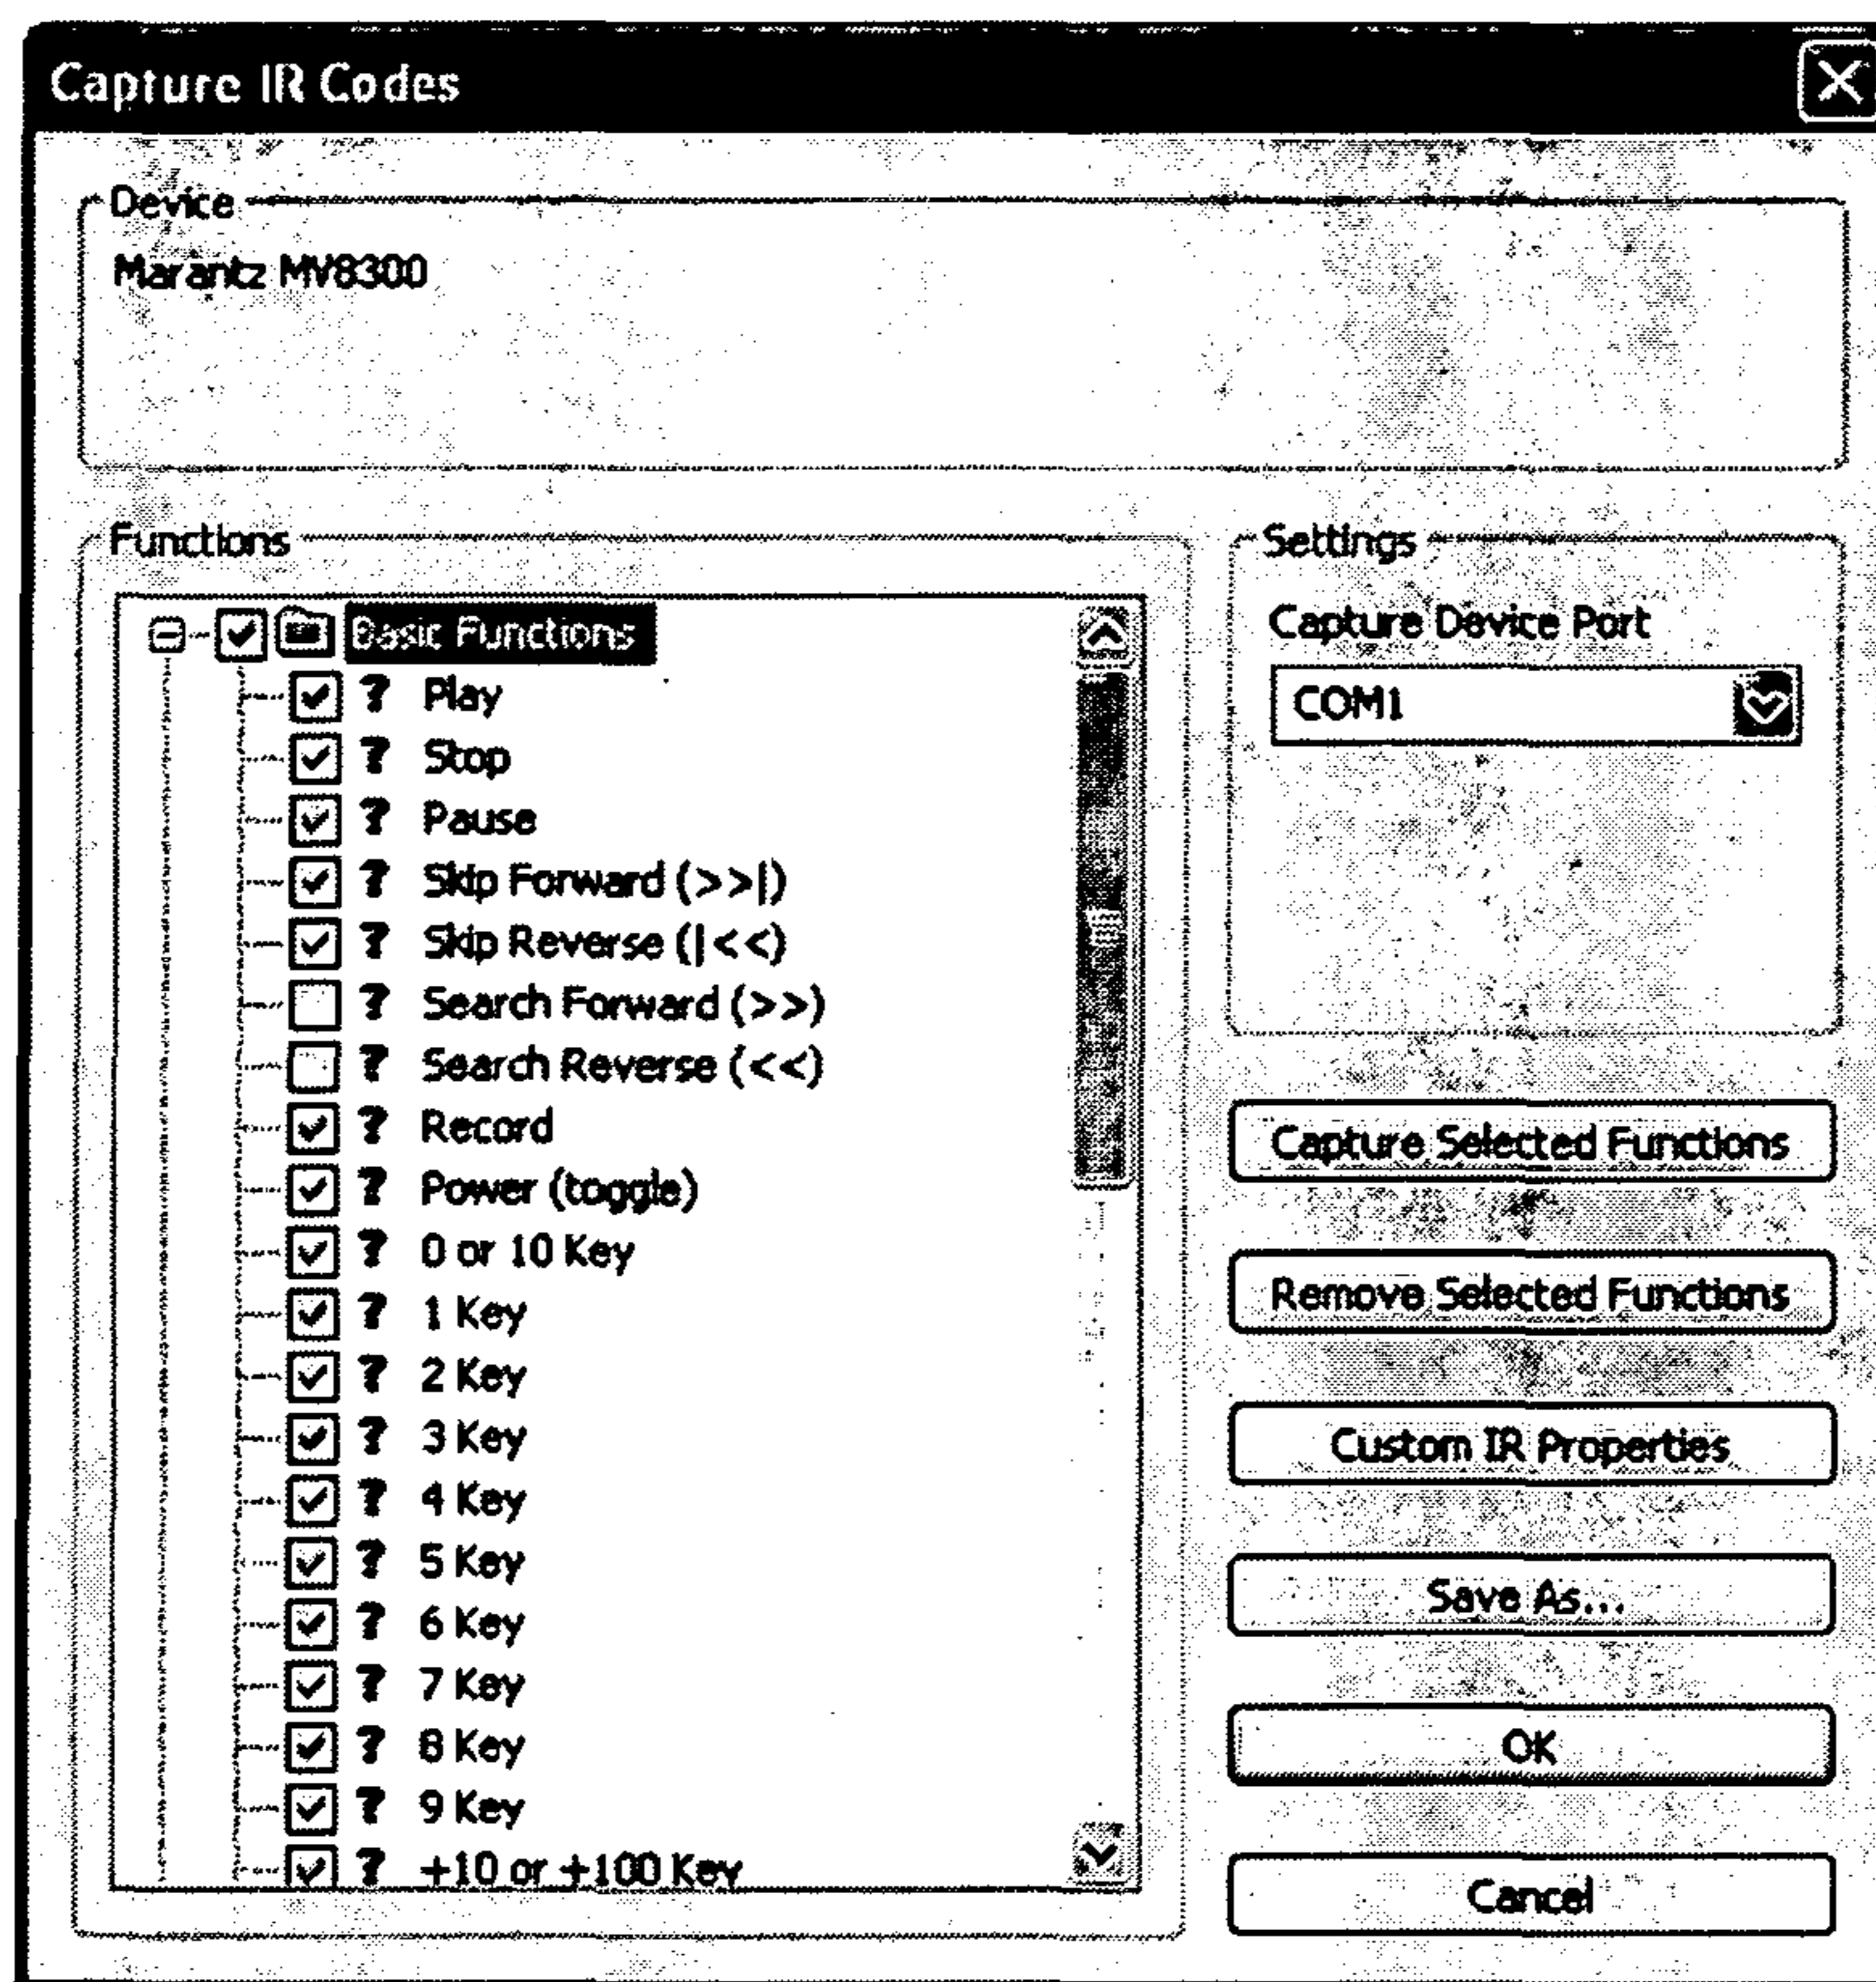 Capture IR Codes
Device
Marantz MV8300
Functions
Basic Functions
? Play
? Stop
? Pause
? Skip Forward (>>|)
? Skip Reverse (|<<)
? Search Forward (>>)
? Search Reverse (<<)
? Record
? Power (toggle)
? 0 or 10 Key
? 1 Key
? 2 Key
? 3 Key
? 4 Key
? 5 Key
? 6 Key
? 7 Key
? 8 Key
? 9 Key
? +10 or +100 Key
Settings
Capture Device Port
COM1
Capture Selected Functions
Remove Selected Functions
Custom IR Properties
Save As...
OK
Cancel